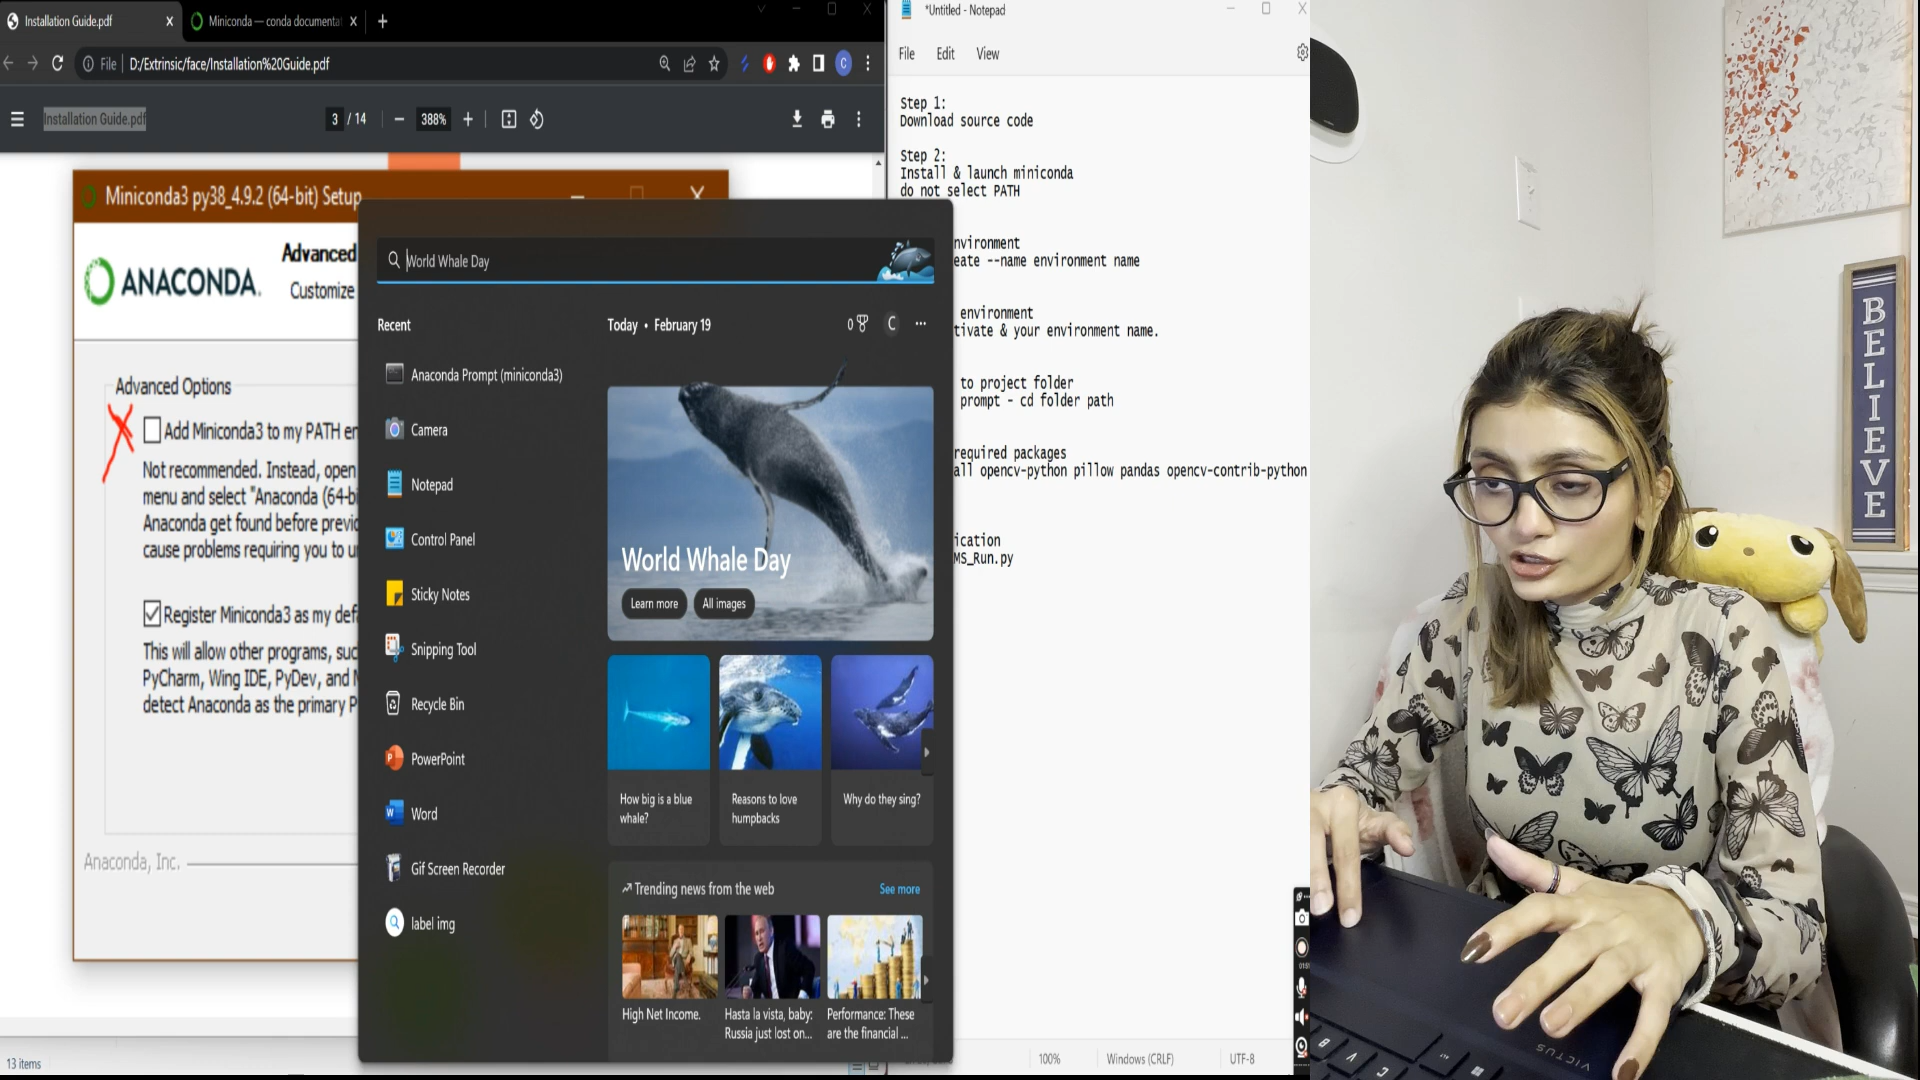 Installation Guide.pdf
Miniconda — conda documenta
File
D:/Extrinsic/face/Installation%20Guide.pdf
C
Installation Guide.pdf
3 / 14
388%
Miniconda3 py38_4.9.2 (64-bit) Setup
ANACONDA.
Advanced
Customize
Advanced Options
Add Miniconda3 to my PATH en
Not recommended. Instead, open
menu and select "Anaconda (64-bi
Anaconda get found before previo
cause problems requiring you to u
Register Miniconda3 as my def
This will allow other programs, suc
PyCharm, Wing IDE, PyDev, and
detect Anaconda as the primary P
Anaconda, Inc.
13 items
World Whale Day
Recent
Anaconda Prompt (miniconda3)
Camera
Notepad
Control Panel
Sticky Notes
Snipping Tool
Recycle Bin
PowerPoint
Word
Gif Screen Recorder
label img
Today • February 19
0
C
World Whale Day
Learn more
All images
How big is a blue
whale?
Reasons to love
humpbacks
Why do they sing?
Trending news from the web
See more
High Net Income.
Hasta la vista, baby:
Russia just lost on...
Performance: These
are the financial ...
*Untitled - Notepad
File Edit View
Step 1:
Download source code
Step 2:
Install & launch miniconda
do not select PATH
nvironment
eate --name environment name
environment
tivate & your environment name.
to project folder
prompt - cd folder path
required packages
all opencv-python pillow pandas opencv-contrib-python
ication
MS_Run.py
100%
Windows (CRLF)
UTF-8
BELIEVE
VICTUS